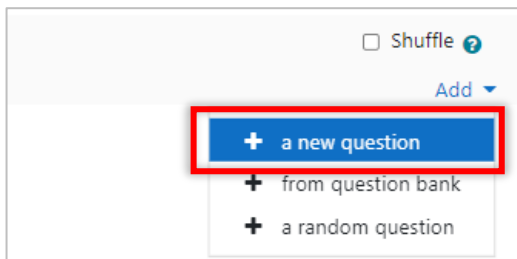 Shuffle
Add
a new question
from question bank
a random question